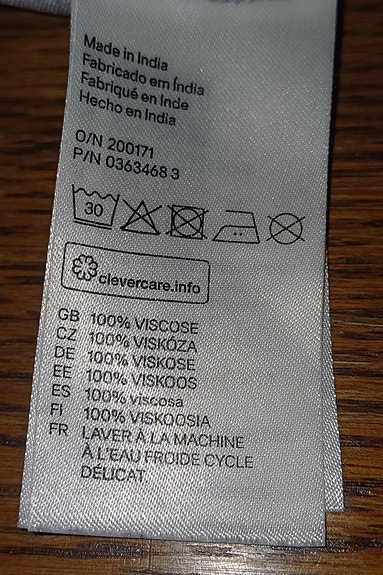 Made in India
Fabricado em Índia
Fabriqué en Inde
Hecho en India
O/N 200171
P/N 0363468 3
30
clevercare.info
GB 100% VISCOSE
CZ 100% VISKÓZA
DE 100% VISKOSE
EE 100% VISKOOS
ES 100% viscosa
FI 100% VISKOOSIA
FR LAVER À LA MACHINE
À L'EAU FROIDE CYCLE
DÉLICAT.